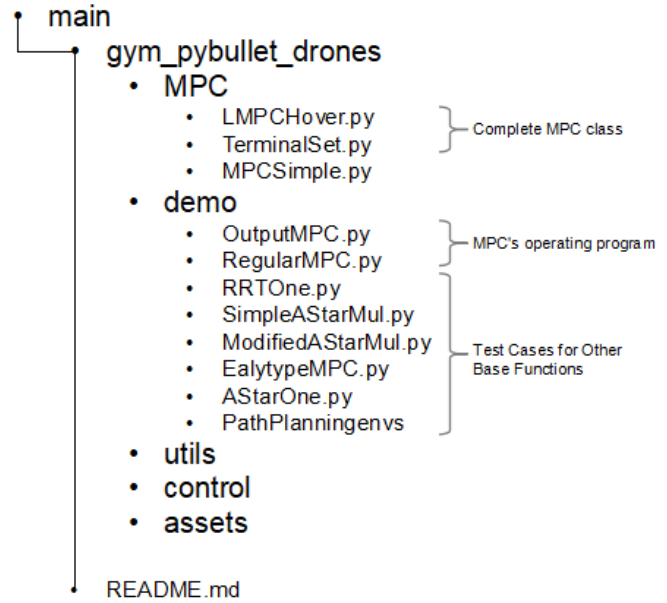 main
gym_pybullet_drones
MPC
LMPCHover.py
TerminalSet.py
Complete MPC class
MPCSimple.py
demo
OutputMPC.py
RegularMPC.py
MPC's operating program
RRTOne.py
SimpleAStarMul.py
ModifiedAStarMul.py
EalytypeMPC.py
AStarOne.py
PathPlanningenvs
Test Cases for Other
Base Functions
utils
control
assets
README.md